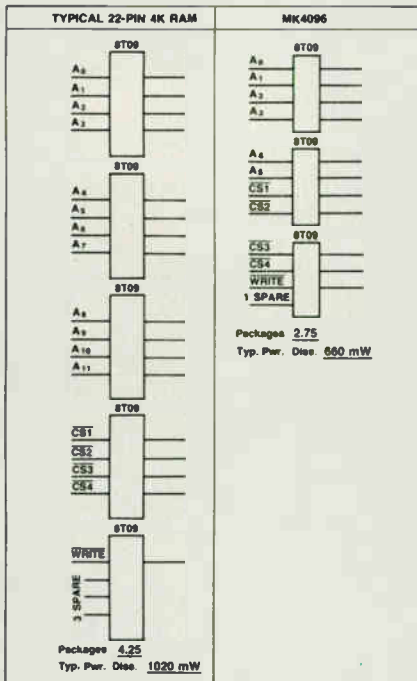 TYPICAL 22-PIN 4K RAM
8T09
A0
A1
A2
A3
8T09
A4
A5
A6
A7
8T09
A8
A9
A10
A11
8T09
CS1
CS2
CS3
CS4
8T09
WRITE
3 SPARE
Packages 4.25
Typ. Pwr. Diss. 1020 mW
MK4096
8T09
A0
A1
A2
A3
8T09
A4
A5
CS1
CS2
8T09
CS3
CS4
WRITE
1 SPARE
Packages 2.75
Typ. Pwr. Diss. 660 mW